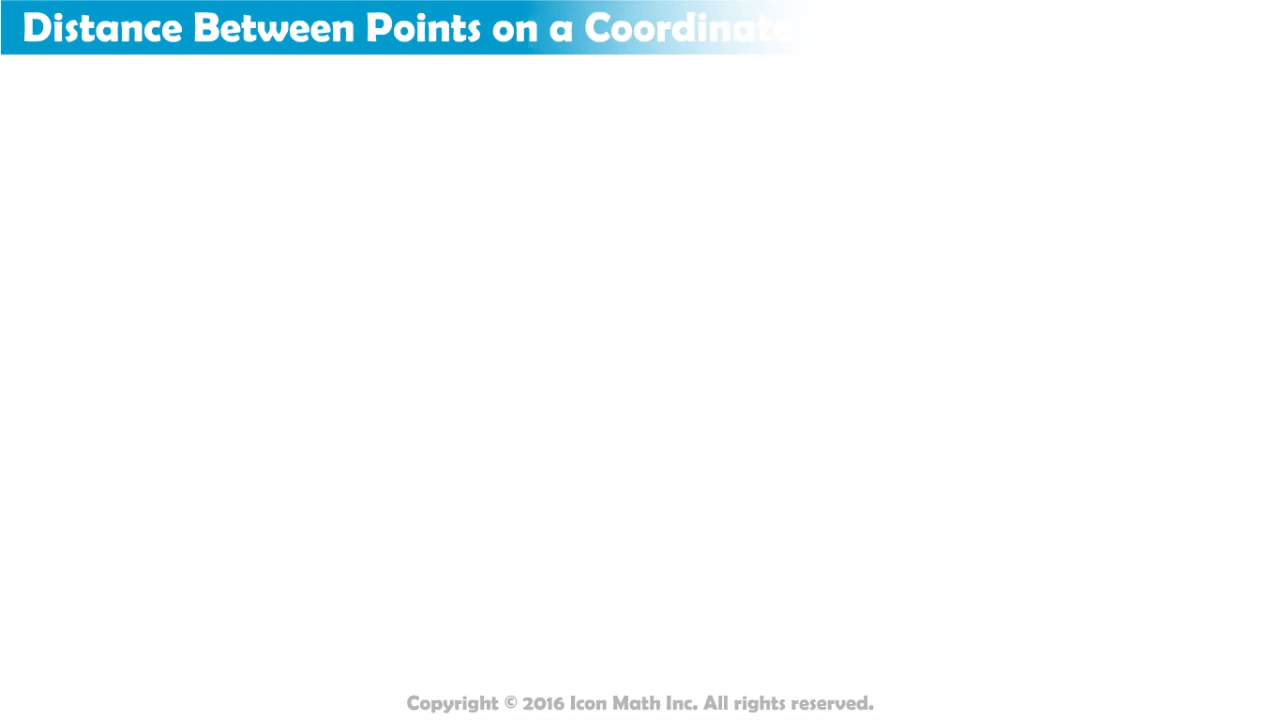 Distance Between Points on a Coordinate
Copyright © 2016 Icon Math Inc. All rights reserved.